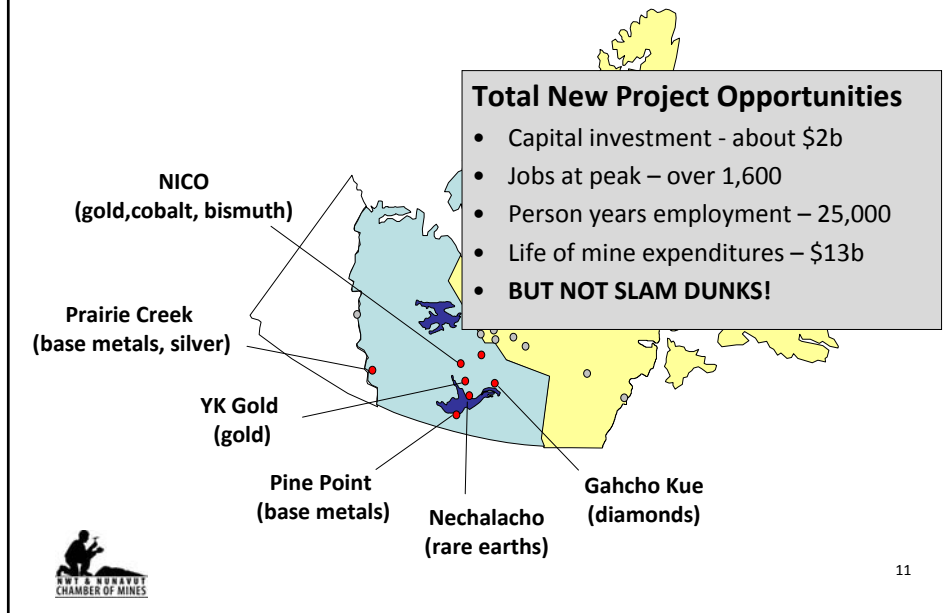 Total New Project Opportunities
• Capital investment - about $2b
• Jobs at peak – over 1,600
• Person years employment – 25,000
• Life of mine expenditures – $13b
• BUT NOT SLAM DUNKS!
NICO
(gold,cobalt, bismuth)
Prairie Creek
(base metals, silver)
YK Gold
(gold)
Pine Point
(base metals)
Nechalacho
(rare earths)
Gahcho Kue
(diamonds)
NWT & NUNAVUT
CHAMBER OF MINES
11